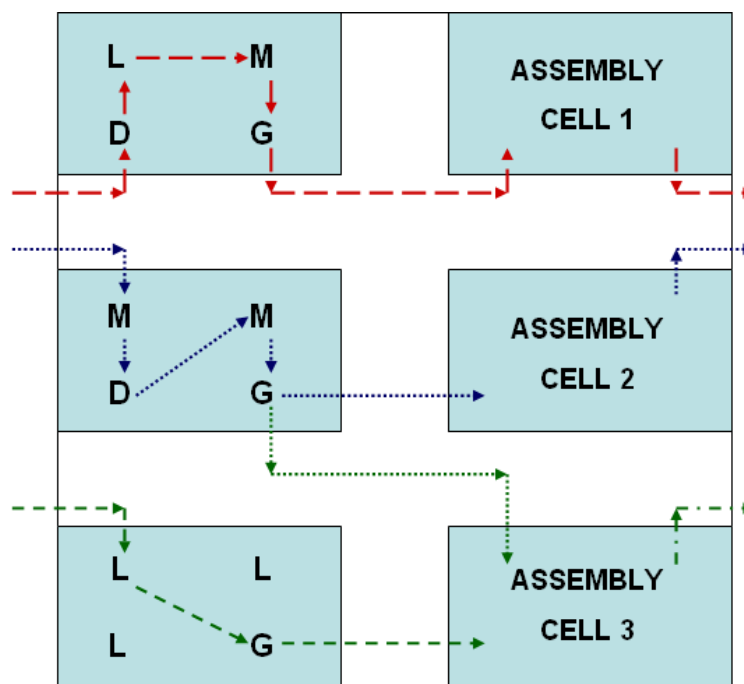 L M
D G
ASSEMBLY
CELL 1
M M
D G
ASSEMBLY
CELL 2
L L
L G
ASSEMBLY
CELL 3